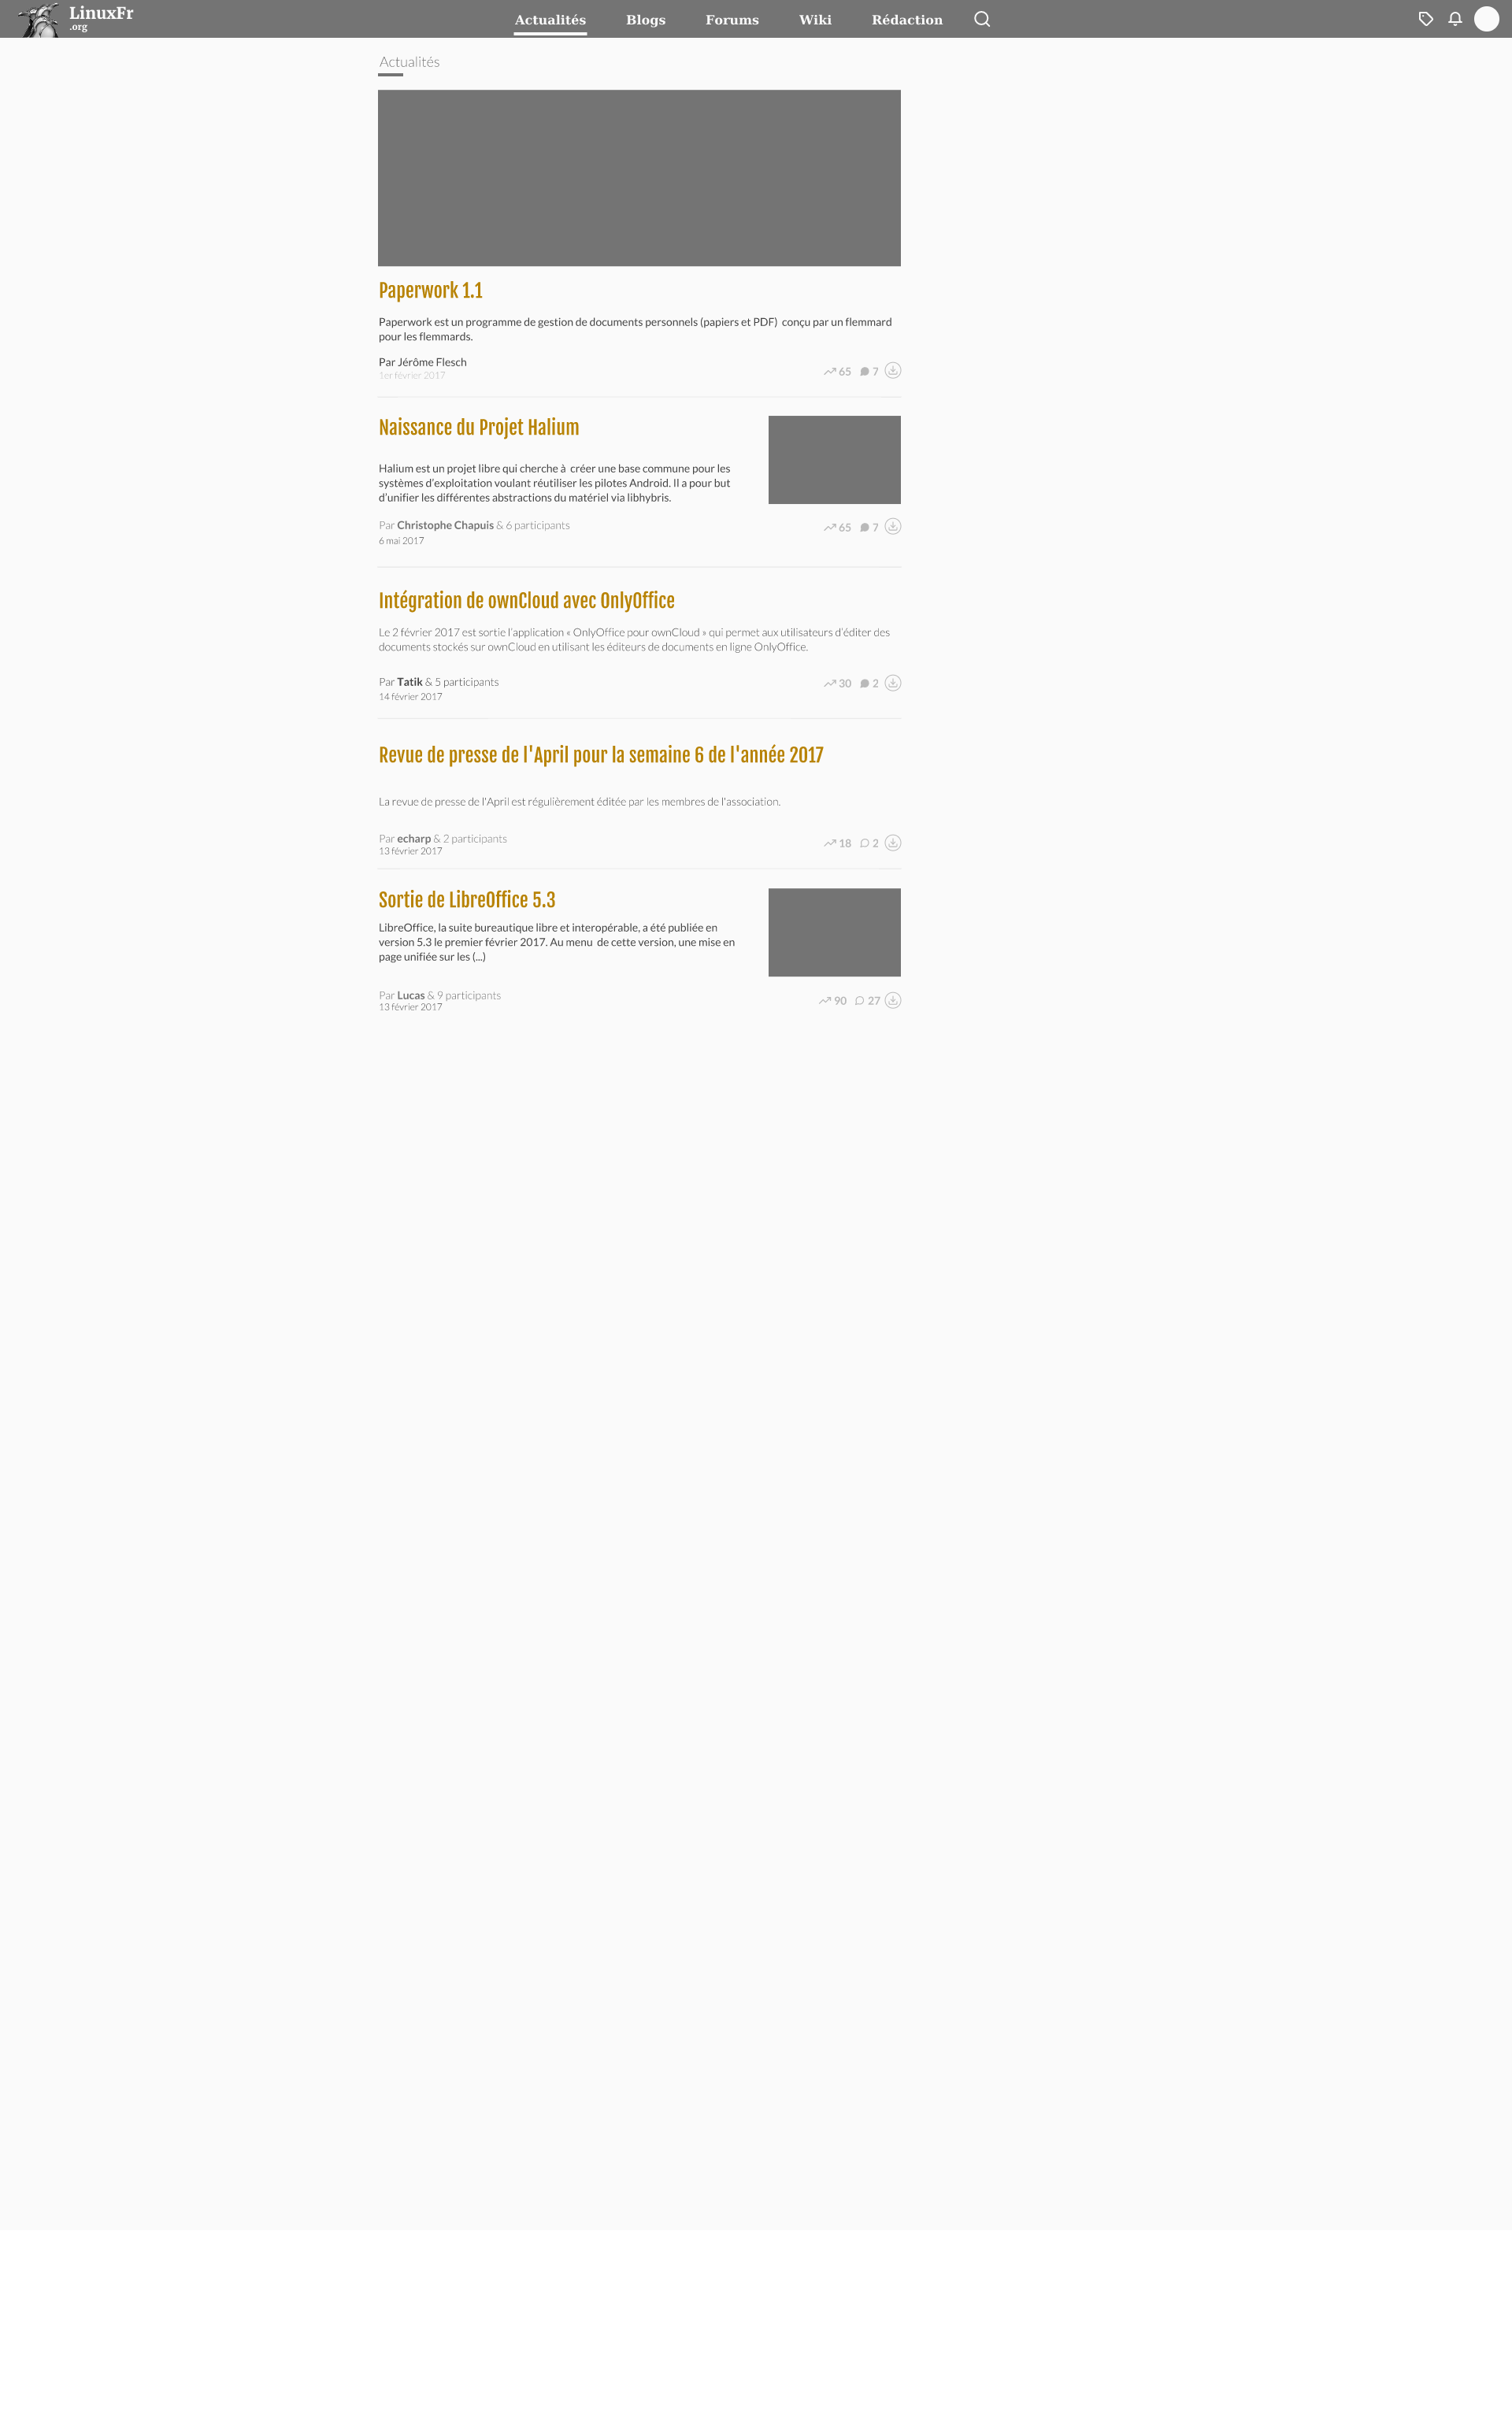 LinuxFr
.org
Actualités Blogs Forums Wiki Rédaction
Actualités
Paperwork 1.1
Paperwork est un programme de gestion de documents personnels (papiers et PDF) conçu par un flemmard
pour les flemmards.
Par Jérôme Flesch
1er février 2017
65 7
Naissance du Projet Halium
Halium est un projet libre qui cherche à créer une base commune pour les
systèmes d’exploitation voulant réutiliser les pilotes Android. Il a pour but
d’unifier les différentes abstractions du matériel via libhybris.
Par Christophe Chapuis & 6 participants
6 mai 2017
65 7
Intégration de ownCloud avec OnlyOffice
Le 2 février 2017 est sortie l’application « OnlyOffice pour ownCloud » qui permet aux utilisateurs d’éditer des
documents stockés sur ownCloud en utilisant les éditeurs de documents en ligne OnlyOffice.
Par Tatik & 5 participants
14 février 2017
30 2
Revue de presse de l'April pour la semaine 6 de l'année 2017
La revue de presse de l'April est régulièrement éditée par les membres de l'association.
Par echarp & 2 participants
13 février 2017
18 2
Sortie de LibreOffice 5.3
LibreOffice, la suite bureautique libre et interopérable, a été publiée en
version 5.3 le premier février 2017. Au menu de cette version, une mise en
page unifiée sur les (...)
Par Lucas & 9 participants
13 février 2017
90 27